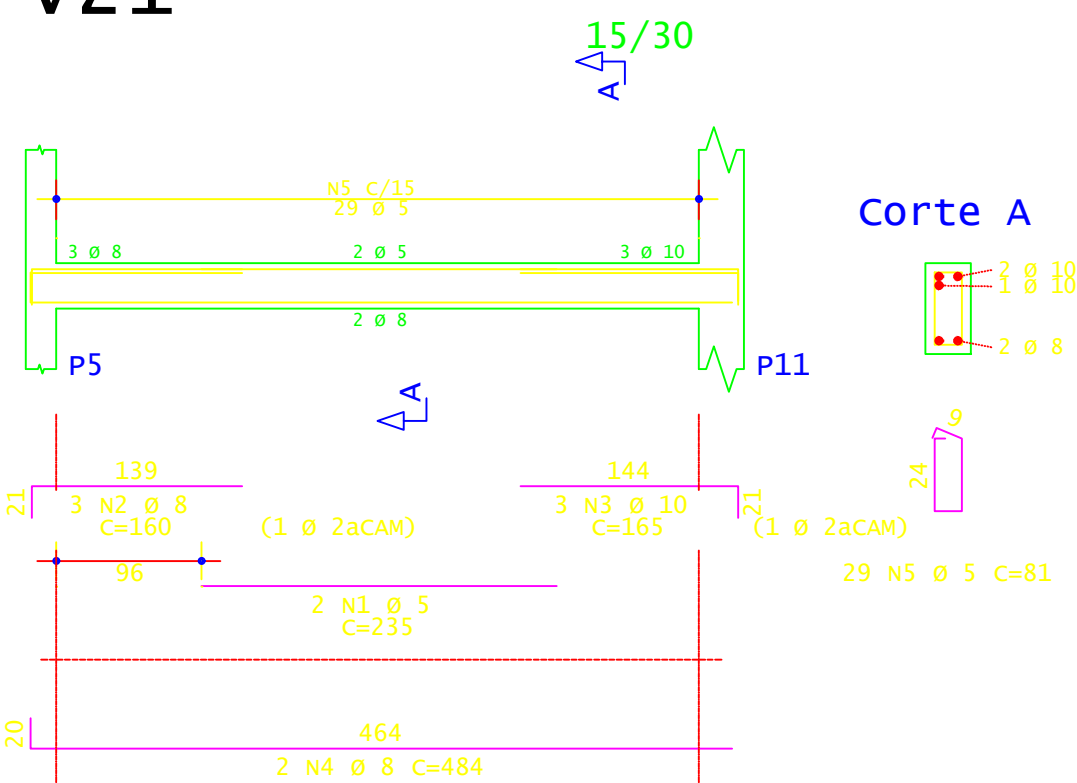 15/30
A
N5 C/15
29 Ø 5
Corte A
3 Ø 8
2 Ø 5
3 Ø 10
2 Ø 10
1 Ø 10
2 Ø 8
2 Ø 8
P5
P11
A
9
24
139
144
21
3 N2 Ø 8
3 N3 Ø 10
21
C=160
(1 Ø 2aCAM)
C=165
(1 Ø 2aCAM)
96
29 N5 Ø 5 C=81
2 N1 Ø 5
C=235
20
464
2 N4 Ø 8 C=484